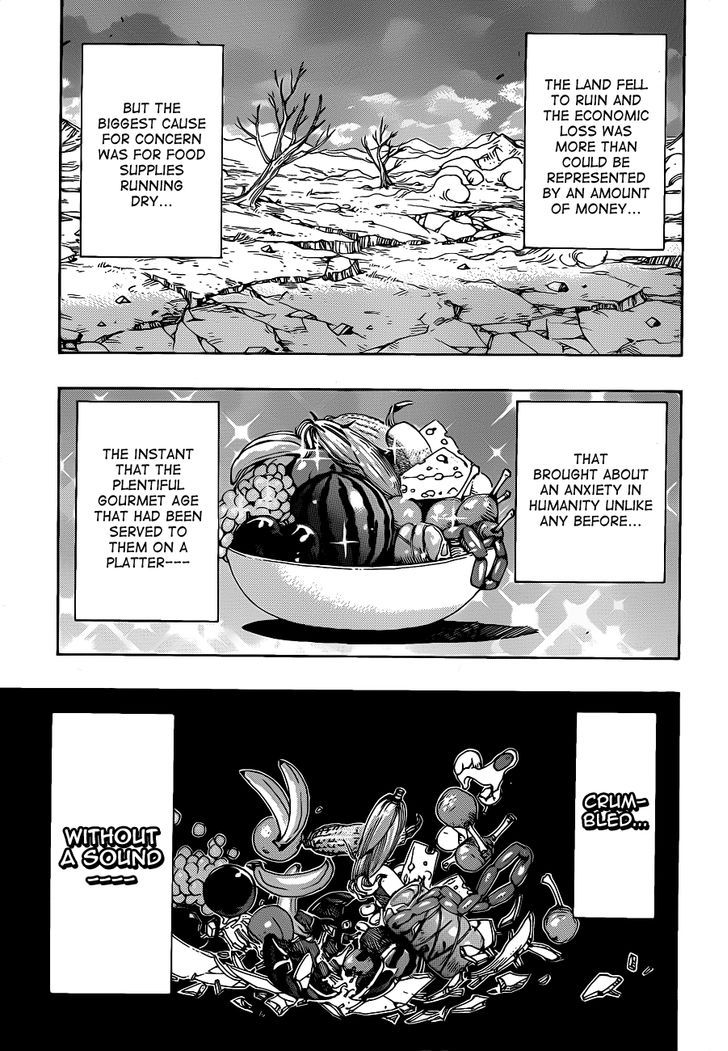 THE LAND FELL
TO RUIN AND
THE ECONOMIC
LOSS WAS
MORE THAN
COULD BE
REPRESENTED
BY AN AMOUNT
OF MONEY...
BUT THE
BIGGEST CAUSE
FOR CONCERN
WAS FOR FOOD
SUPPLIES
RUNNING
DRY...
THAT
BROUGHT ABOUT
AN ANXIETY IN
HUMANITY UNLIKE
ANY BEFORE...
THE INSTANT
THAT THE
PLENTIFUL
GOURMET AGE
THAT HAD BEEN
SERVED TO
THEM ON A
PLATTER---
CRUM-
BLED...
WITHOUT
A SOUND
----